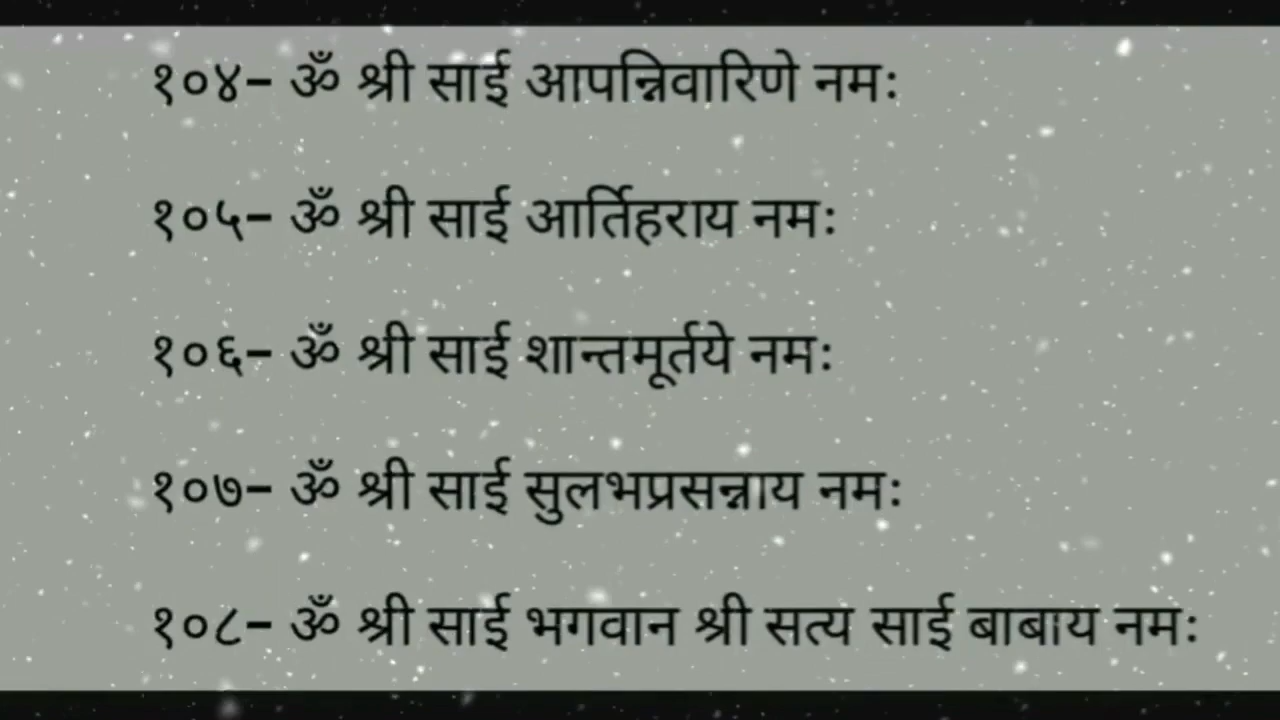 १०४– ॐ श्री साई आपन्निवारिणे नमः
१०५– ॐ श्री साई आर्तिहराय नमः
१०६– ॐ श्री साई शान्तमूर्तये नमः
१०७– ॐ श्री साई सुलभप्रसन्नाय नमः
१०८– ॐ श्री साई भगवान श्री सत्य साई बाबाय नमः